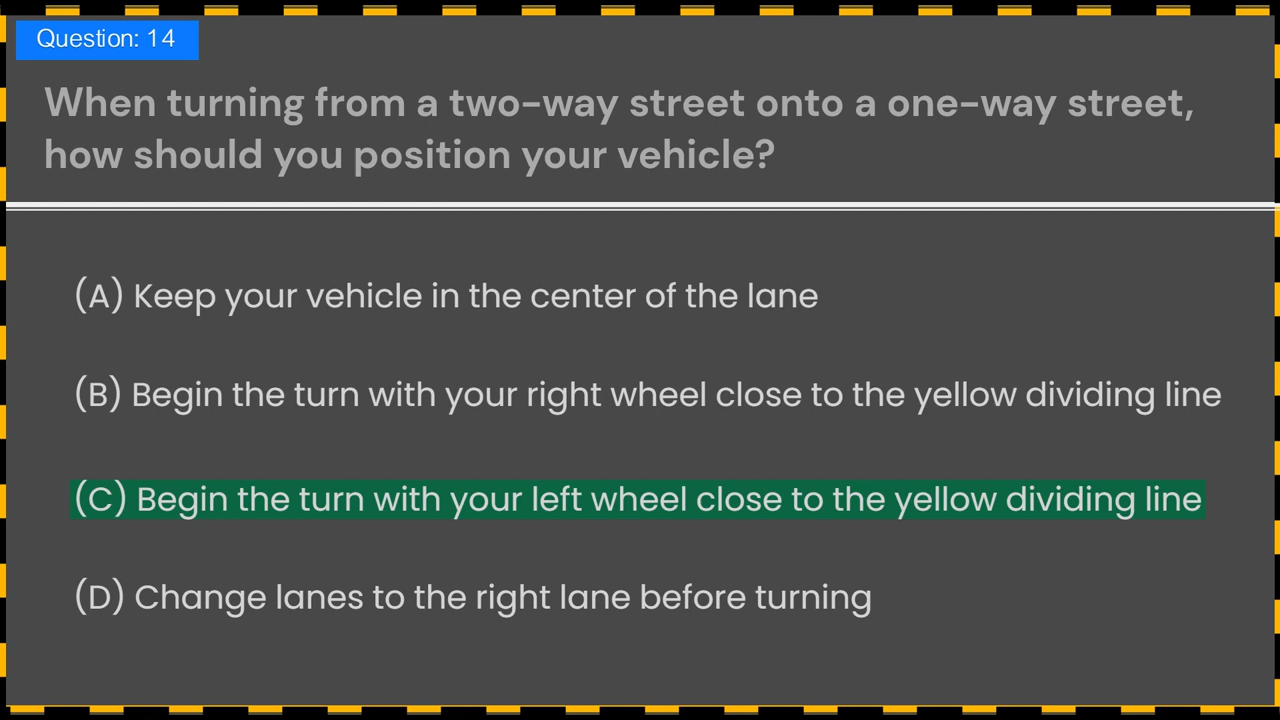 Question: 14
When turning from a two-way street onto a one-way street,
how should you position your vehicle?
(A) Keep your vehicle in the center of the lane
(B) Begin the turn with your right wheel close to the yellow dividing line
(C) Begin the turn with your left wheel close to the yellow dividing line
(D) Change lanes to the right lane before turning